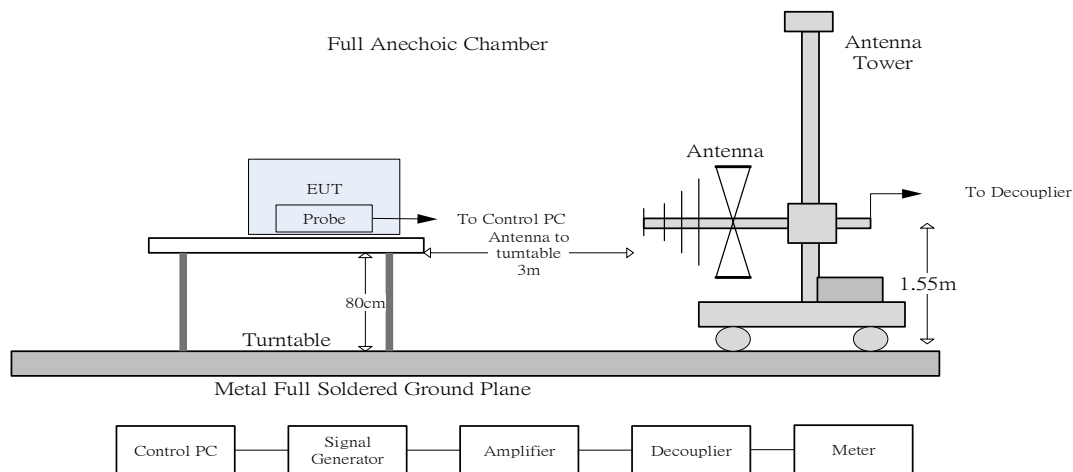 Full Anechoic Chamber
Antenna
Tower
Antenna
EUT
Probe
To Control PC
To Decouplier
Antenna to
turntable
3m
80cm
1.55m
Turntable
Metal Full Soldered Ground Plane
Control PC
Signal
Generator
Amplifier
Decouplier
Meter